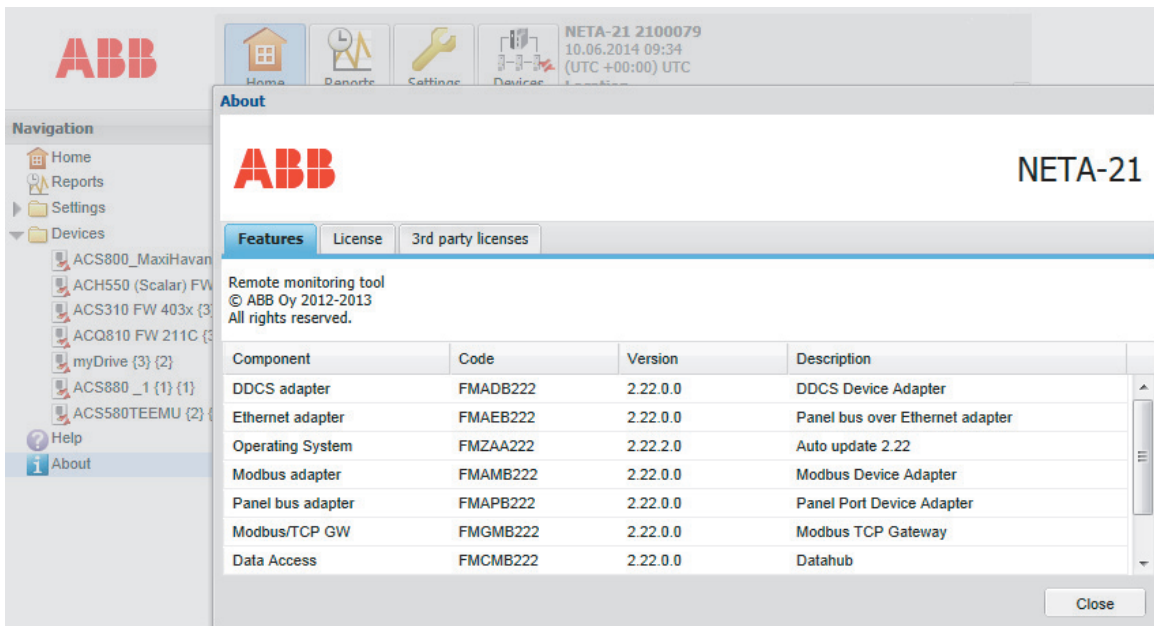 ABB
Home
Reports
Settings
Devices
NETA-21 2100079
10.06.2014 09:34
(UTC +00:00) UTC
Location
Navigation
Home
Reports
Settings
Devices
ACS800_MaxiHavan
ACH550 (Scalar) FW
ACS310 FW 403x {3
ACQ810 FW 211C {3
myDrive {3} {2}
ACS880 _1 {1} {1}
ACS580TEEMU {2} {
Help
About
About
ABB
NETA-21
Features License 3rd party licenses
Remote monitoring tool
© ABB Oy 2012-2013
All rights reserved.
Component Code Version Description
DDCS adapter FMADB222 2.22.0.0 DDCS Device Adapter
Ethernet adapter FMAEB222 2.22.0.0 Panel bus over Ethernet adapter
Operating System FMZAA222 2.22.2.0 Auto update 2.22
Modbus adapter FMAMB222 2.22.0.0 Modbus Device Adapter
Panel bus adapter FMAPB222 2.22.0.0 Panel Port Device Adapter
Modbus/TCP GW FMGMB222 2.22.0.0 Modbus TCP Gateway
Data Access FMCMB222 2.22.0.0 Datahub
Close